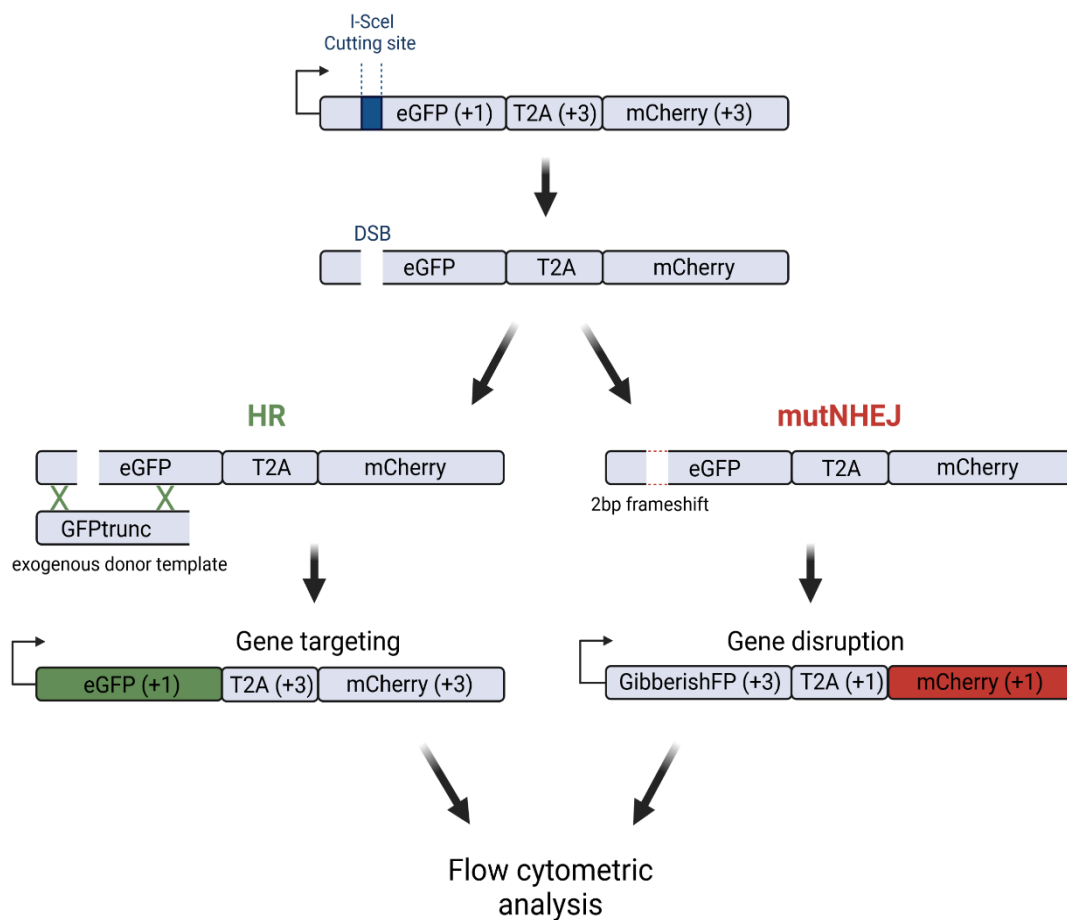 I-SceI
Cutting site
eGFP (+1) T2A (+3) mCherry (+3)
DSB
eGFP T2A mCherry
HR
eGFP T2A mCherry
GFPtrunc
exogenous donor template
mutNHEJ
eGFP T2A mCherry
2bp frameshift
Gene targeting
eGFP (+1) T2A (+3) mCherry (+3)
Gene disruption
GibberishFP (+3) T2A (+1) mCherry (+1)
Flow cytometric
analysis